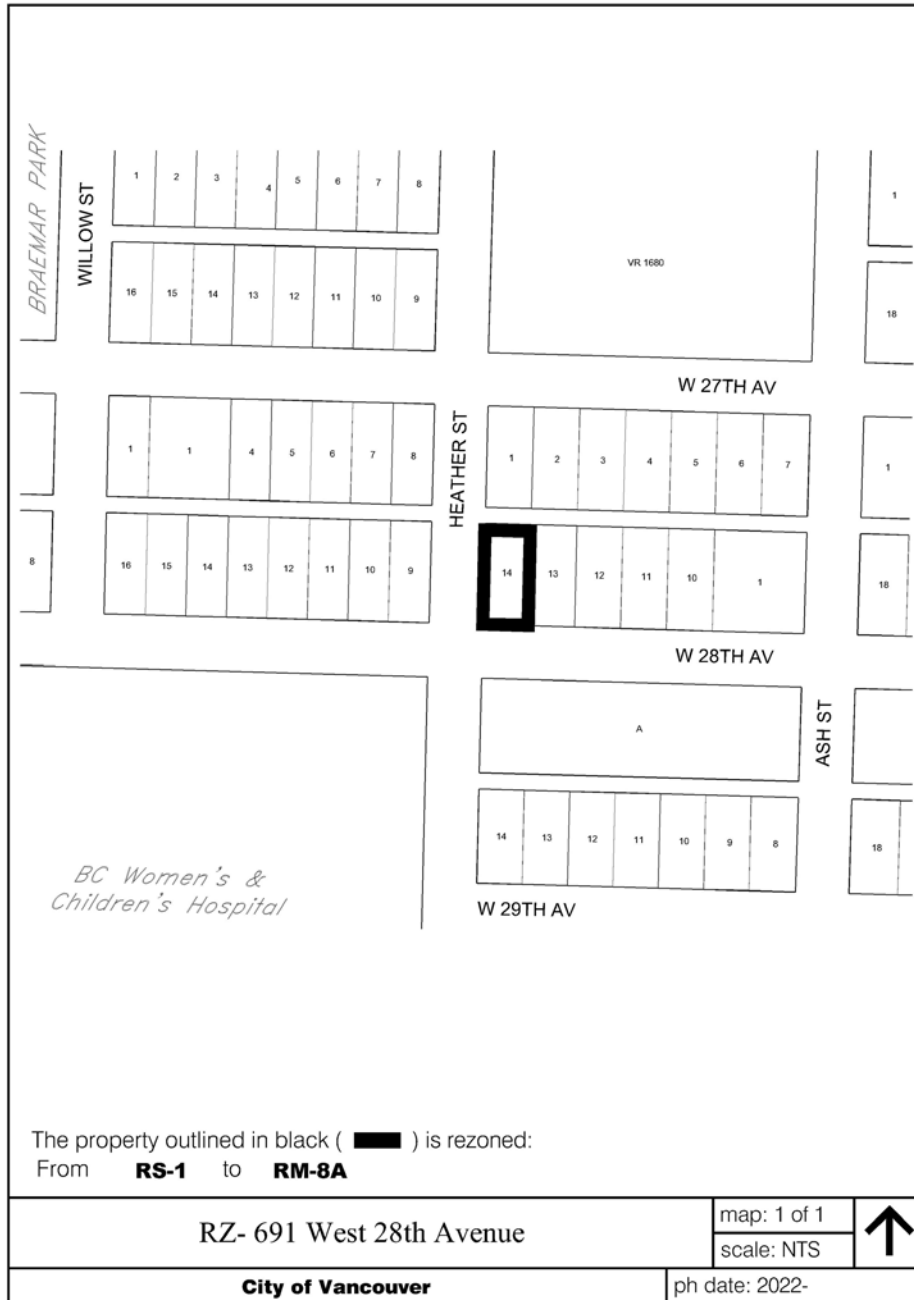 BRAEMAR PARK
WILLOW ST
1 2 3 4 5 6 7 8
VR 1680
1
16 15 14 13 12 11 10 9
18
W 27TH AV
1 1 4 5 6 7 8
HEATHER ST
1 2 3 4 5 6 7
1
8
16 15 14 13 12 11 10 9
14 13 12 11 10 1
18
W 28TH AV
A
ASH ST
14 13 12 11 10 9 8
18
BC Women's &
Children's Hospital
W 29TH AV
The property outlined in black ( ) is rezoned:
From RS-1 to RM-8A
RZ- 691 West 28th Avenue
map: 1 of 1
scale: NTS
City of Vancouver
ph date: 2022-